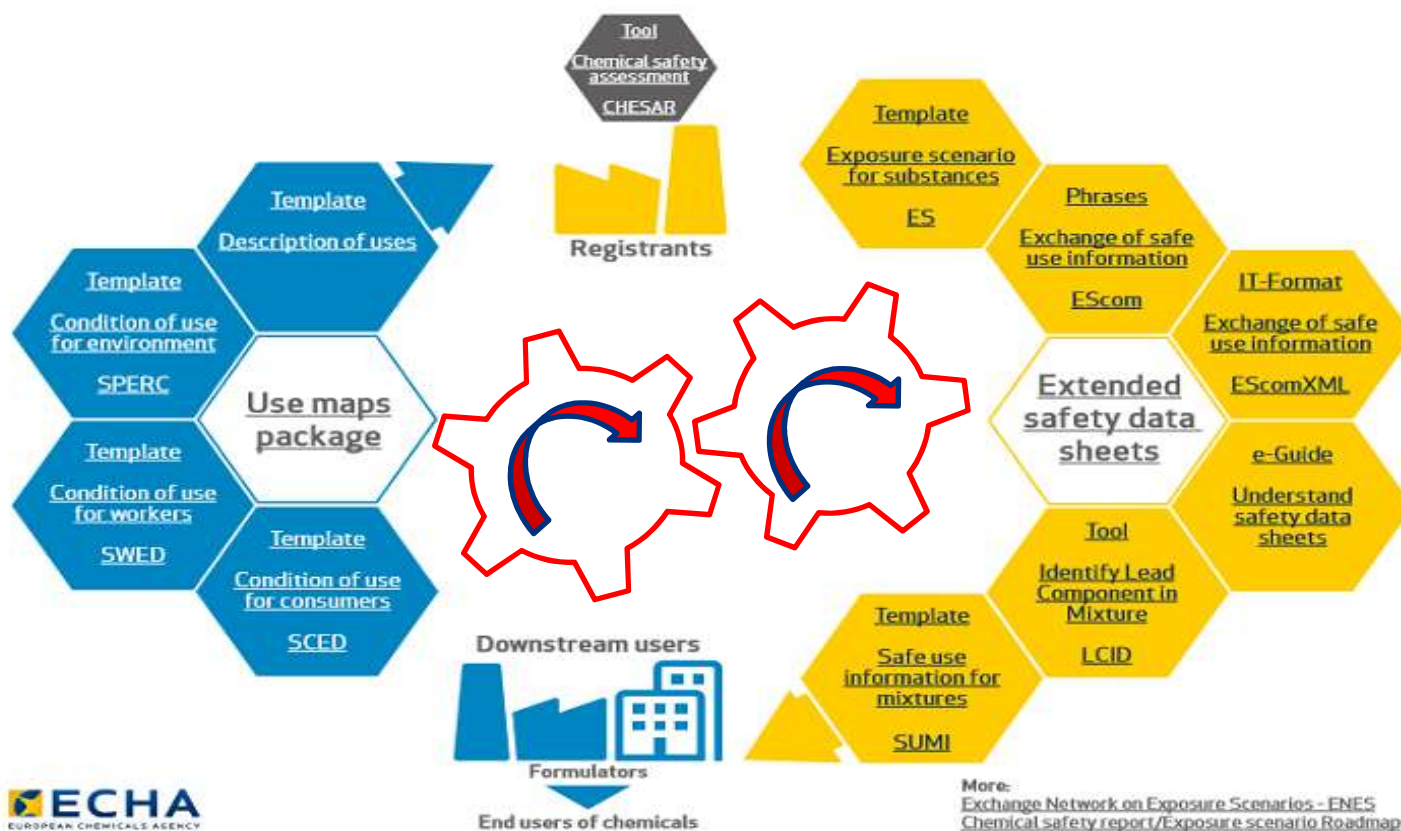 Tool
Chemical safety
assessment
CHESAR
Registrants
Template
Description of uses
Template
Condition of use
for environment
SPERC
Use maps
package
Template
Condition of use
for workers
SWED
Template
Condition of use
for consumers
SCED
Template
Exposure scenario
for substances
ES
Phrases
Exchange of safe
use information
EScom
IT-Format
Exchange of safe
use information
EScomXML
Extended
safety data
sheets
e-Guide
Understand
safety data
sheets
Tool
Identify Lead
Component in
Mixture
LCID
Template
Safe use
information for
mixtures
SUMI
Downstream users
Formulators
End users of chemicals
ECHA
EUROPEAN CHEMICALS AGENCY
More:
Exchange Network on Exposure Scenarios - ENES
Chemical safety report/Exposure scenario Roadmap